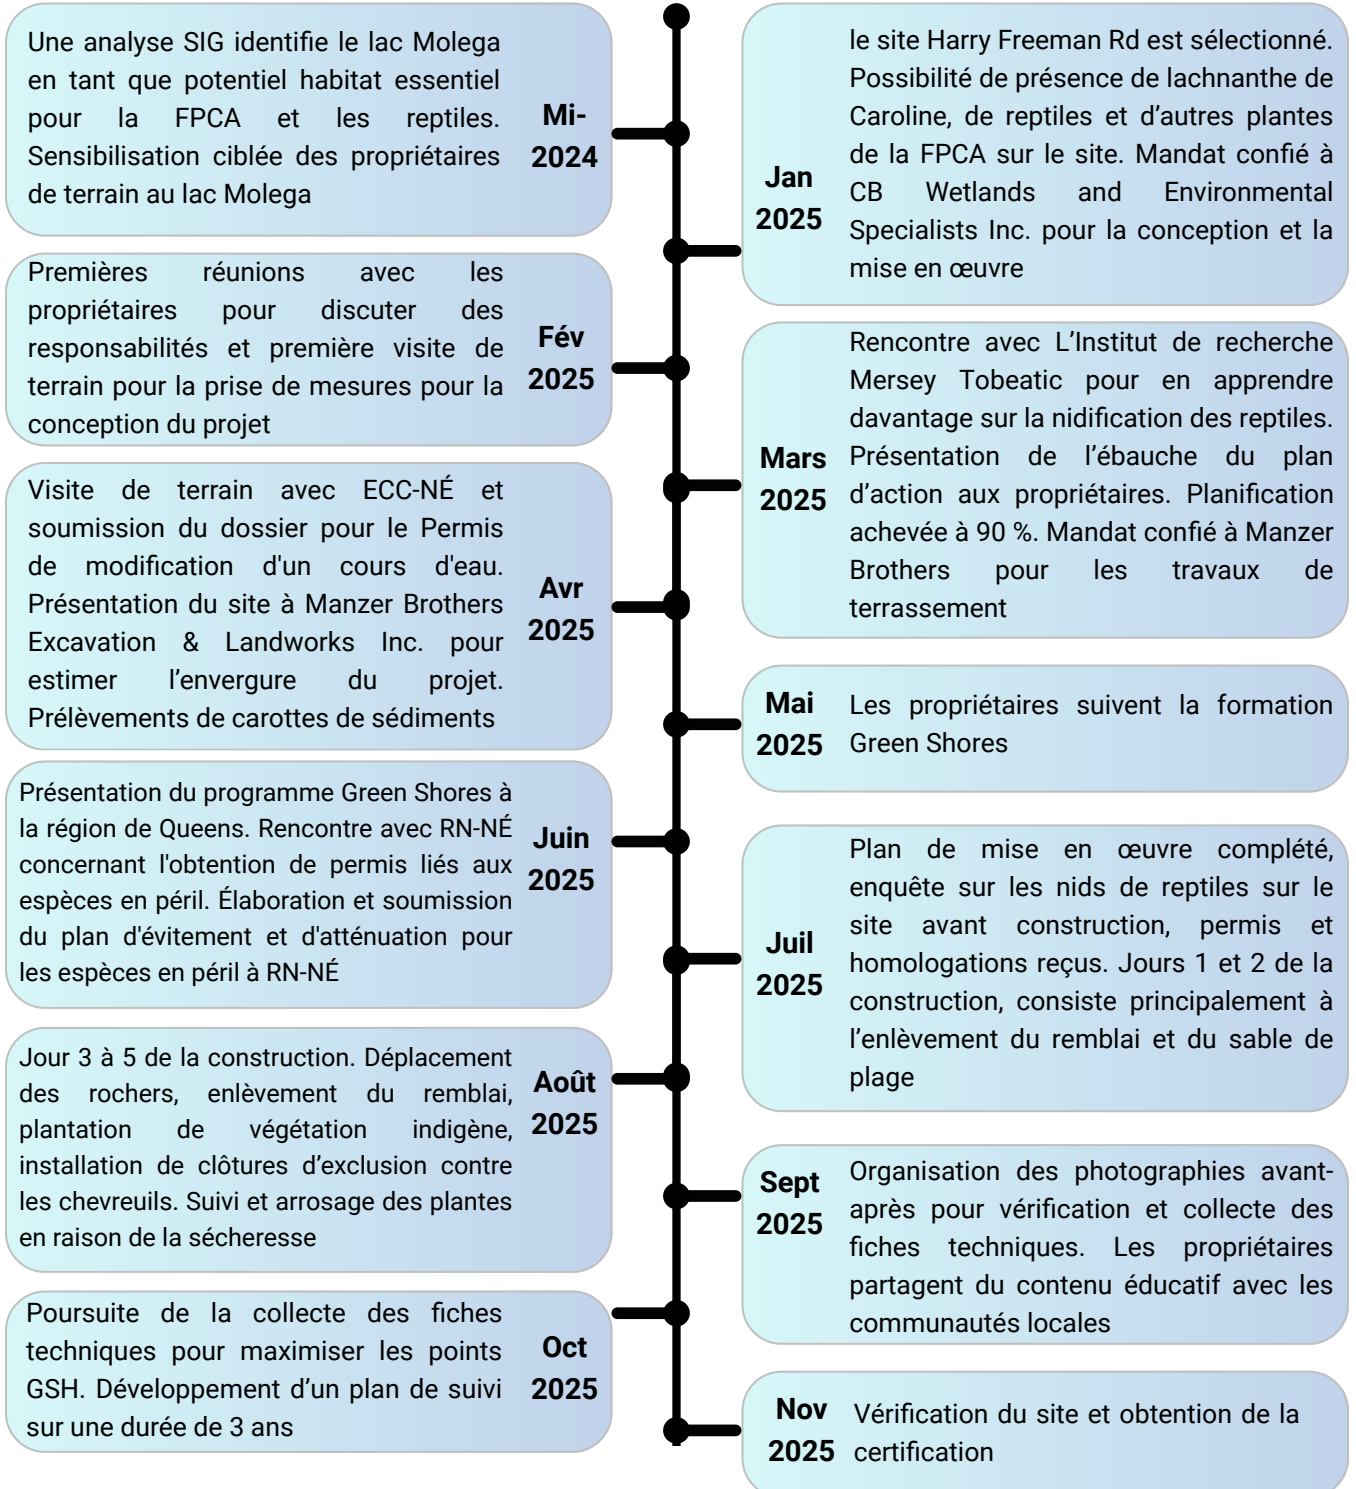 Une analyse SIG identifie le lac Molega
en tant que potentiel habitat essentiel
pour la FPCA et les reptiles.
Sensibilisation ciblée des propriétaires
de terrain au lac Molega
Mi-
2024
Jan
2025
le site Harry Freeman Rd est sélectionné.
Possibilité de présence de lachnanthe de
Caroline, de reptiles et d’autres plantes
de la FPCA sur le site. Mandat confié à
CB Wetlands and Environmental
Specialists Inc. pour la conception et la
mise en œuvre
Premières réunions avec les
propriétaires pour discuter des
responsabilités et première visite de
terrain pour la prise de mesures pour la
conception du projet
Fév
2025
Mars
2025
Rencontre avec L’Institut de recherche
Mersey Tobeatic pour en apprendre
davantage sur la nidification des reptiles.
Présentation de l’ébauche du plan
d’action aux propriétaires. Planification
achevée à 90 %. Mandat confié à Manzer
Brothers pour les travaux de
terrassement
Visite de terrain avec ECC-NÉ et
soumission du dossier pour le Permis
de modification d'un cours d'eau.
Présentation du site à Manzer Brothers
Excavation & Landworks Inc. pour
estimer l’envergure du projet.
Prélèvements de carottes de sédiments
Avr
2025
Mai
2025
Les propriétaires suivent la formation
Green Shores
Présentation du programme Green Shores à
la région de Queens. Rencontre avec RN-NÉ
concernant l'obtention de permis liés aux
espèces en péril. Élaboration et soumission
du plan d'évitement et d'atténuation pour
les espèces en péril à RN-NÉ
Juin
2025
Juil
2025
Plan de mise en œuvre complété,
enquête sur les nids de reptiles sur le
site avant construction, permis et
homologations reçus. Jours 1 et 2 de la
construction, consiste principalement à
l’enlèvement du remblai et du sable de
plage
Jour 3 à 5 de la construction. Déplacement
des rochers, enlèvement du remblai,
plantation de végétation indigène,
installation de clôtures d’exclusion contre
les chevreuils. Suivi et arrosage des plantes
en raison de la sécheresse
Août
2025
Sept
2025
Organisation des photographies avant-
après pour vérification et collecte des
fiches techniques. Les propriétaires
partagent du contenu éducatif avec les
communautés locales
Poursuite de la collecte des fiches
techniques pour maximiser les points
GSH. Développement d’un plan de suivi
sur une durée de 3 ans
Oct
2025
Nov
2025
Vérification du site et obtention de la
certification